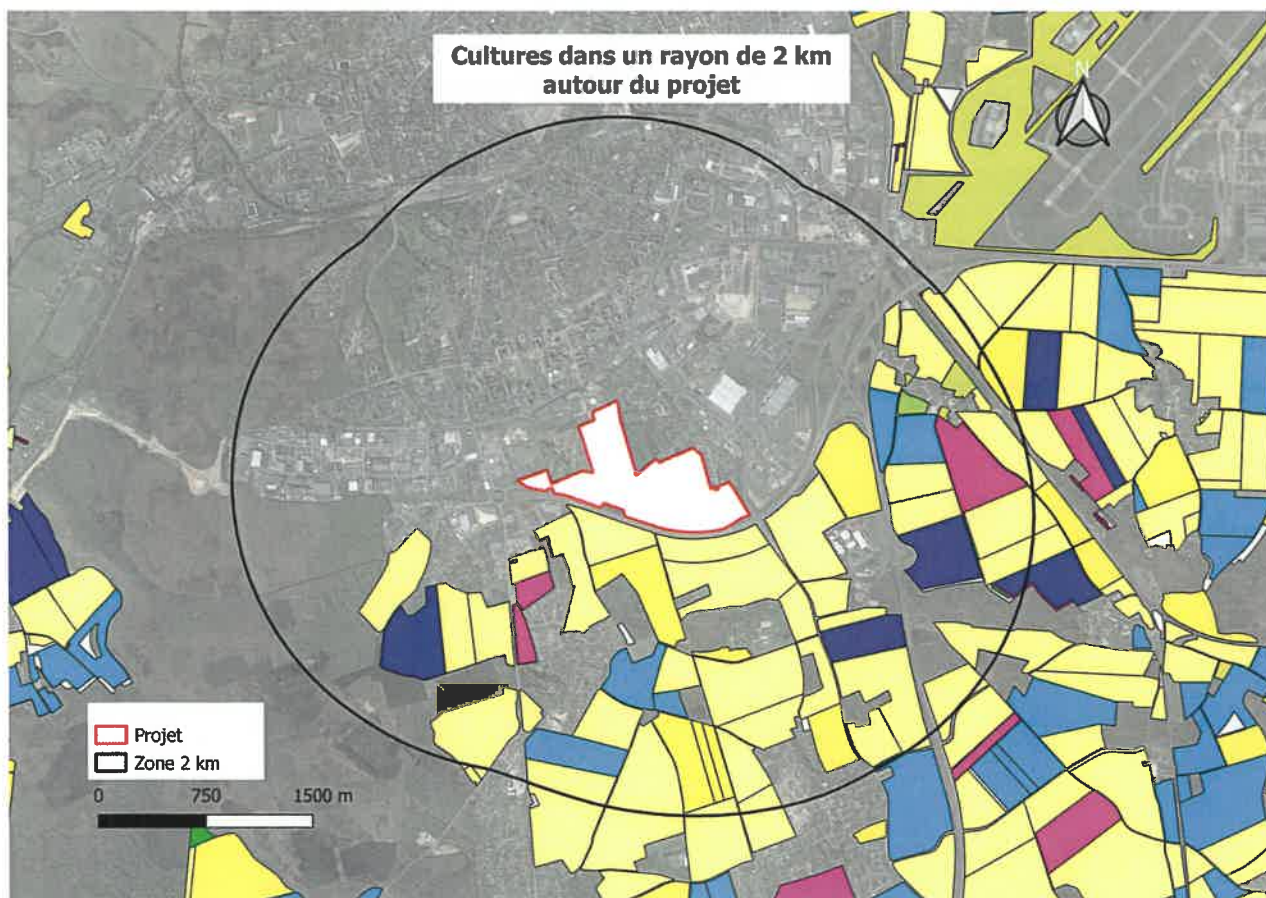 Cultures dans un rayon de 2 km
autour du projet
N
Projet
Zone 2 km
0 750 1500 m